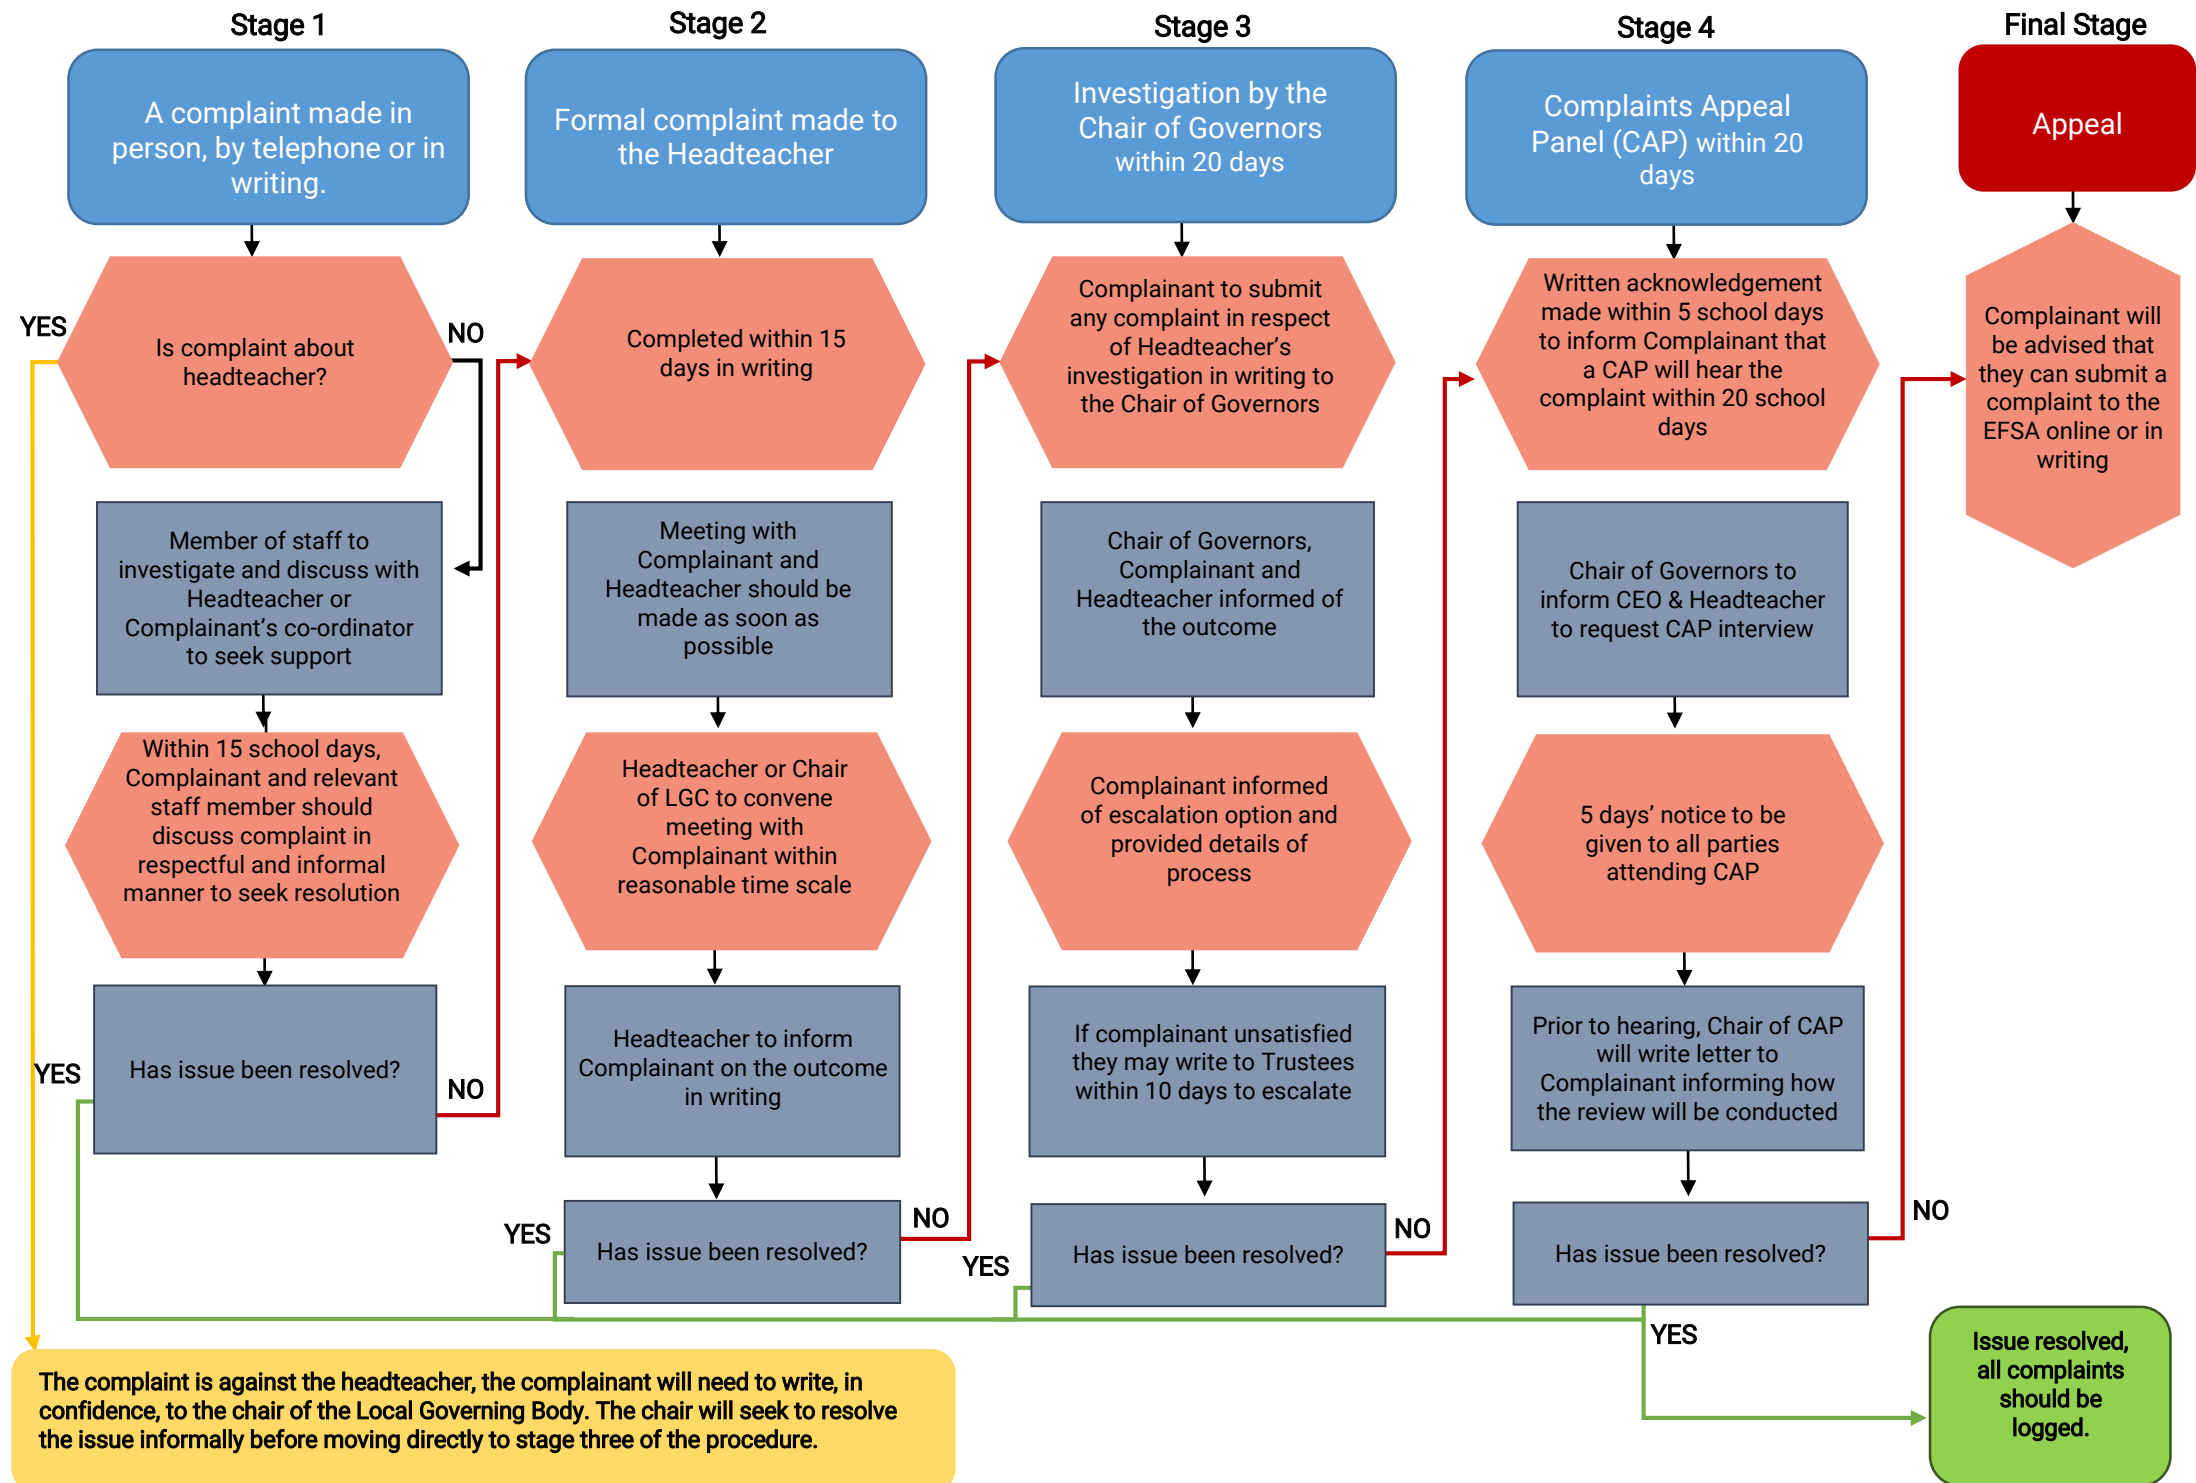 Stage 1
A complaint made in
person, by telephone or in
writing.
YES
NO
Is complaint about
headteacher?
Member of staff to
investigate and discuss with
Headteacher or
Complainant's co-ordinator
to seek support
Within 15 school days,
Complainant and relevant
staff member should
discuss complaint in
respectful and informal
manner to seek resolution
YES
Has issue been resolved?
NO
Stage 2
Formal complaint made to
the Headteacher
Completed within 15
days in writing
Meeting with
Complainant and
Headteacher should be
made as soon as
possible
Headteacher or Chair
of LGC to convene
meeting with
Complainant within
reasonable time scale
Headteacher to inform
Complainant on the outcome
in writing
YES
Has issue been resolved?
NO
Stage 3
Investigation by the
Chair of Governors
within 20 days
Complainant to submit
any complaint in respect
of Headteacher's
investigation in writing to
the Chair of Governors
Chair of Governors,
Complainant and
Headteacher informed of
the outcome
Complainant informed
of escalation option and
provided details of
process
If complainant unsatisfied
they may write to Trustees
within 10 days to escalate
YES
Has issue been resolved?
NO
Stage 4
Complaints Appeal
Panel (CAP) within 20
days
Written acknowledgement
made within 5 school days
to inform Complainant that
a CAP will hear the
complaint within 20 school
days
Chair of Governors to
inform CEO & Headteacher
to request CAP interview
5 days' notice to be
given to all parties
attending CAP
Prior to hearing, Chair of CAP
will write letter to
Complainant informing how
the review will be conducted
Has issue been resolved?
NO
YES
Final Stage
Appeal
Complainant will
be advised that
they can submit a
complaint to the
EFSA online or in
writing
The complaint is against the headteacher, the complainant will need to write, in
confidence, to the chair of the Local Governing Body. The chair will seek to resolve
the issue informally before moving directly to stage three of the procedure.
Issue resolved,
all complaints
should be
logged.